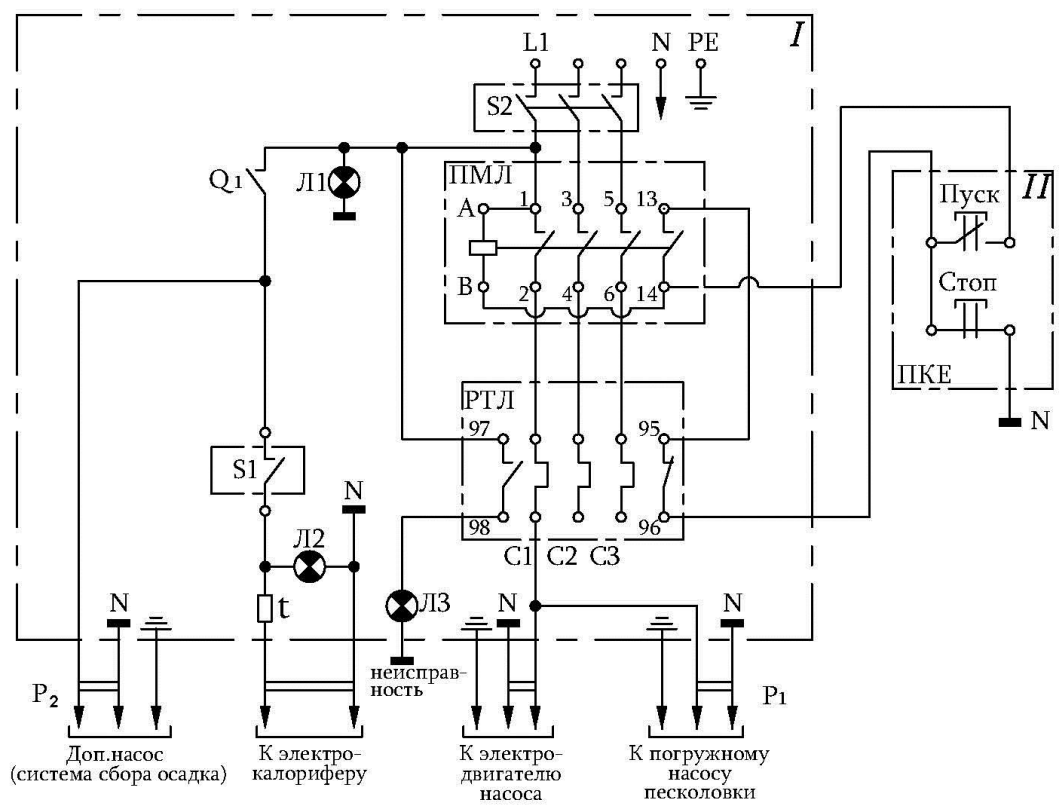 I
L1 N PE
S2
Q1
Л1
ПМЛ
II
A 1 3 5 13
Пуск
B 2 4 6 14
Стоп
ПКЕ
N
РТЛ
97 95
S1
N
98 96
C1 C2 C3
Л2
t
Л3
N
N
N
неисправ-
ность
P2
P1
Доп.насос
(система сбора осадка)
К электро-
калориферу
К электро-
двигателю
насоса
К погружному
насосу
песколовки